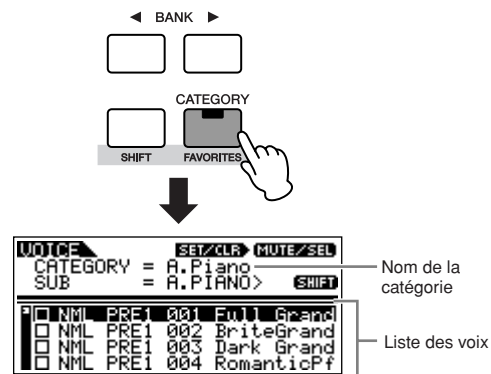 ◀ BANK ▶
CATEGORY
SHIFT
FAVORITES
VOICE SET/CLR MUTE/SEL
CATEGORY = A.Piano
SUB = A.PIANO> SHIFT
NML PRE1 001 Full Grand
NML PRE1 002 BriteGrand
NML PRE1 003 Dark Grand
NML PRE1 004 RomanticPf
Nom de la
catégorie
Liste des voix